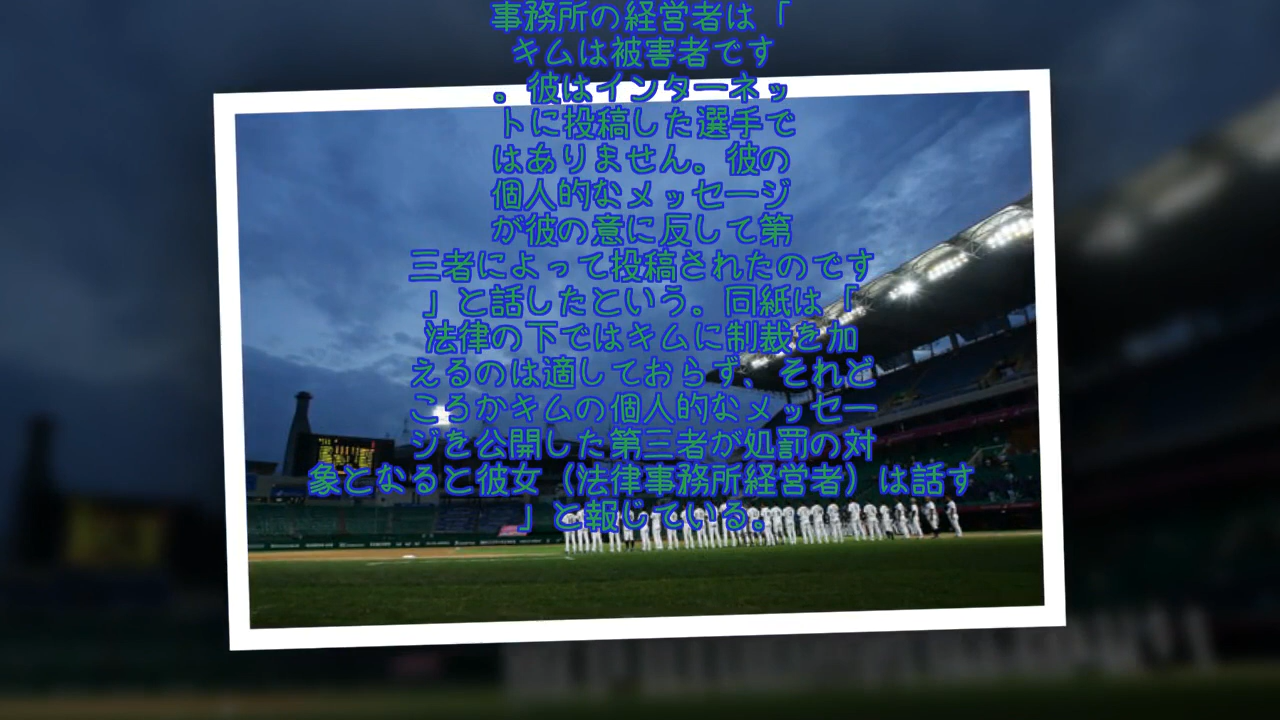 事務所の経営者は「
キムは被害者です
。彼はインターネッ
トに投稿した選手で
はありません。彼の
個人的なメッセージ
が彼の意に反して第
三者によって投稿されたのです
」と話したという。同紙は「
法律の下ではキムに制裁を加
えるのは適しておらず、それど
ころかキムの個人的なメッセー
ジを公開した第三者が処罰の対
象となると彼女（法律事務所経営者）は話す
」と報じている。